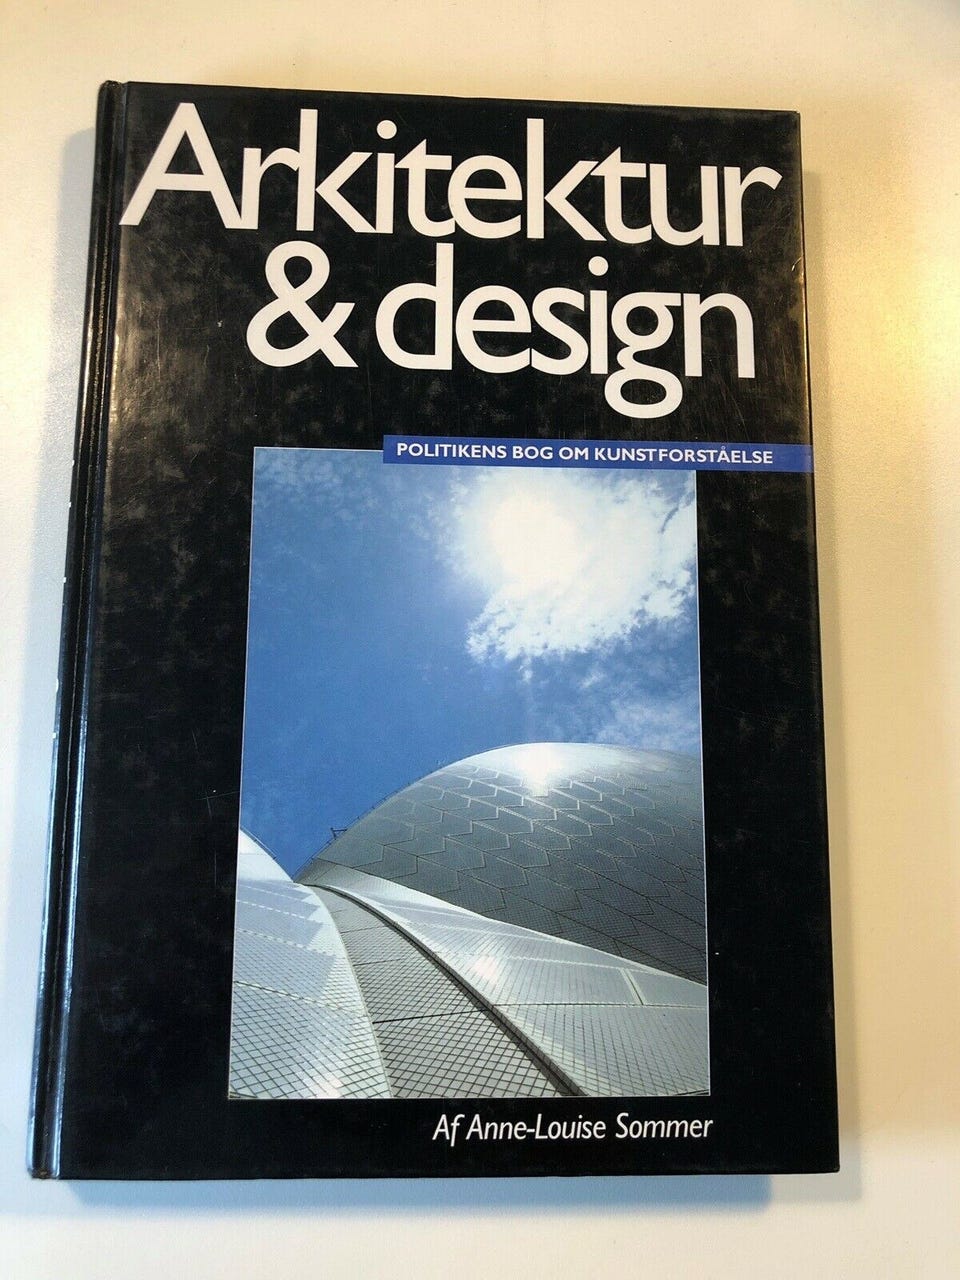 Arkitektur
& design
POLITIKENS BOG OM KUNSTFORSTÅELSE
Af Anne-Louise Sommer